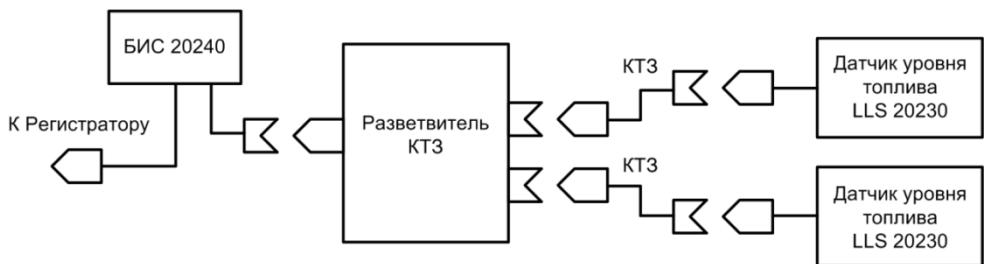 БИС 20240
К Регистратору
Разветвитель
КТЗ
КТЗ
Датчик уровня
топлива
LLS 20230
КТЗ
Датчик уровня
топлива
LLS 20230